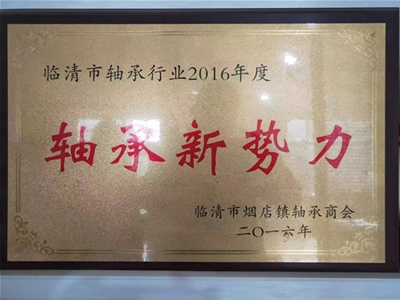 临清市轴承行业2016年度
轴承新势力
临清市烟店镇轴承商会
二〇一六年